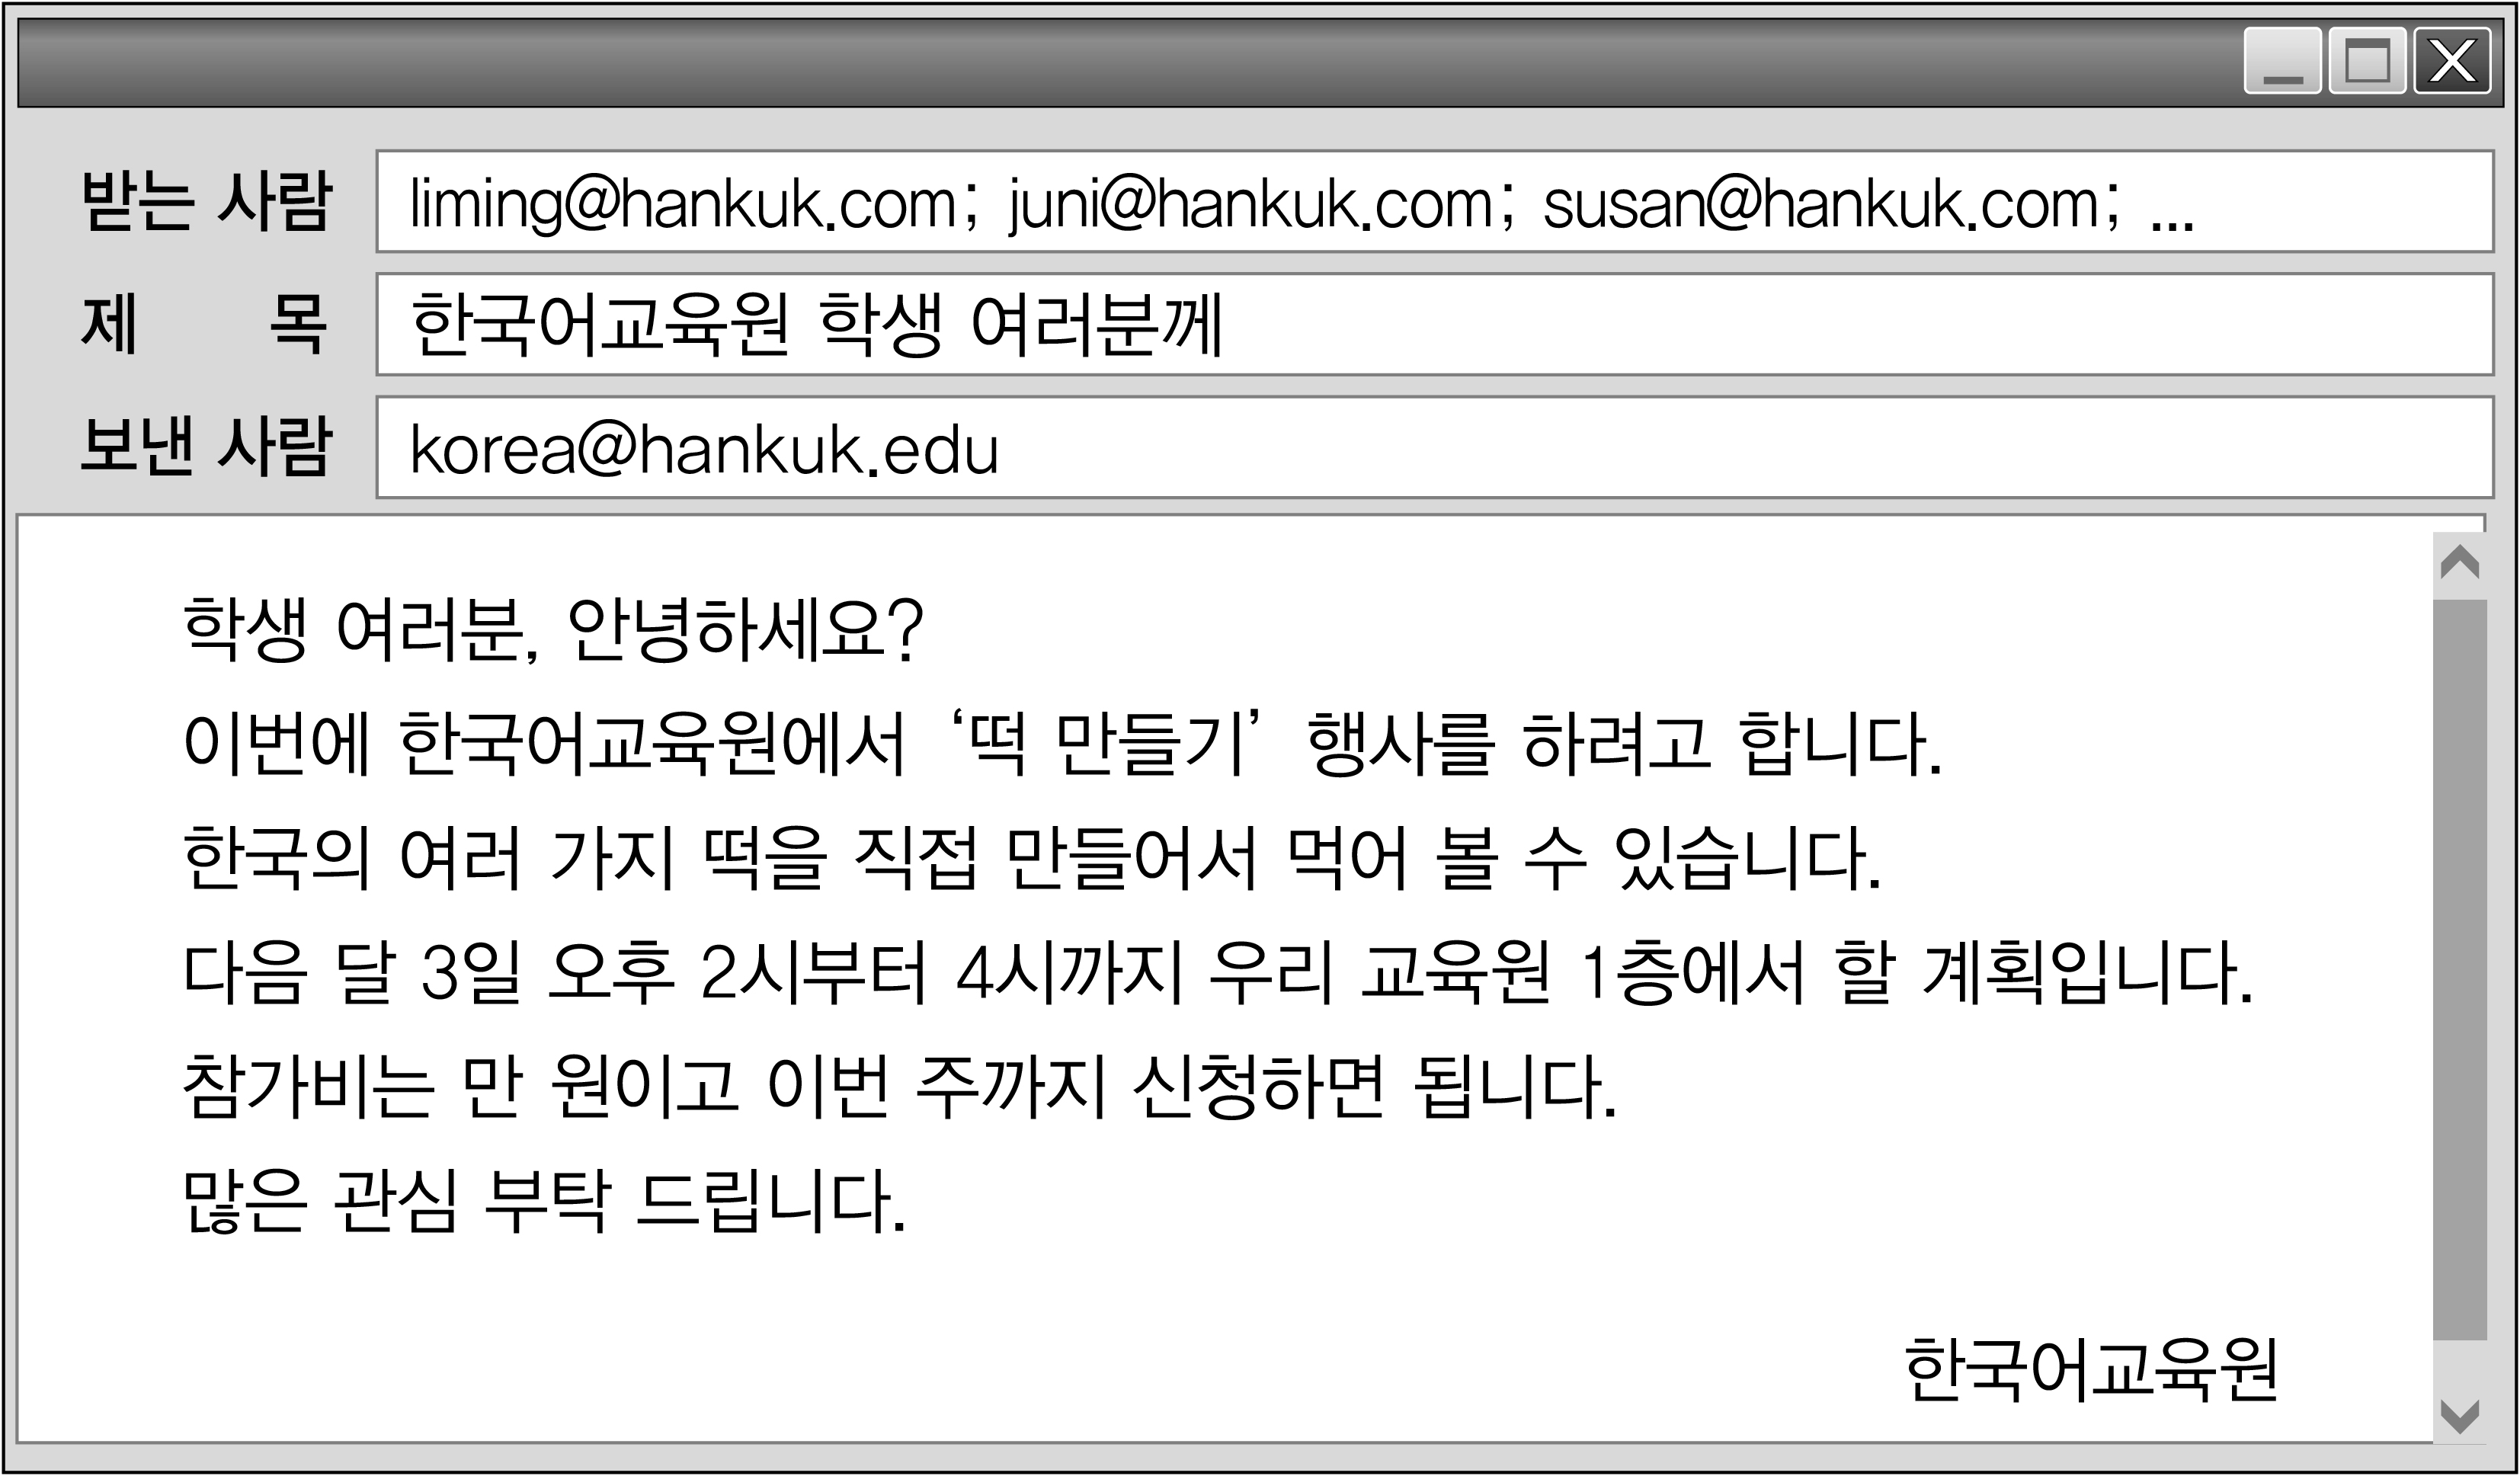 받는 사람 liming@hankuk.com; juni@hankuk.com; susan@hankuk.com; ...
제 목 한국어교육원 학생 여러분께
보낸 사람 korea@hankuk.edu
학생 여러분, 안녕하세요?
이번에 한국어교육원에서 ‘떡 만들기’ 행사를 하려고 합니다.
한국의 여러 가지 떡을 직접 만들어서 먹어 볼 수 있습니다.
다음 달 3일 오후 2시부터 4시까지 우리 교육원 1층에서 할 계획입니다.
참가비는 만 원이고 이번 주까지 신청하면 됩니다.
많은 관심 부탁 드립니다.
한국어교육원